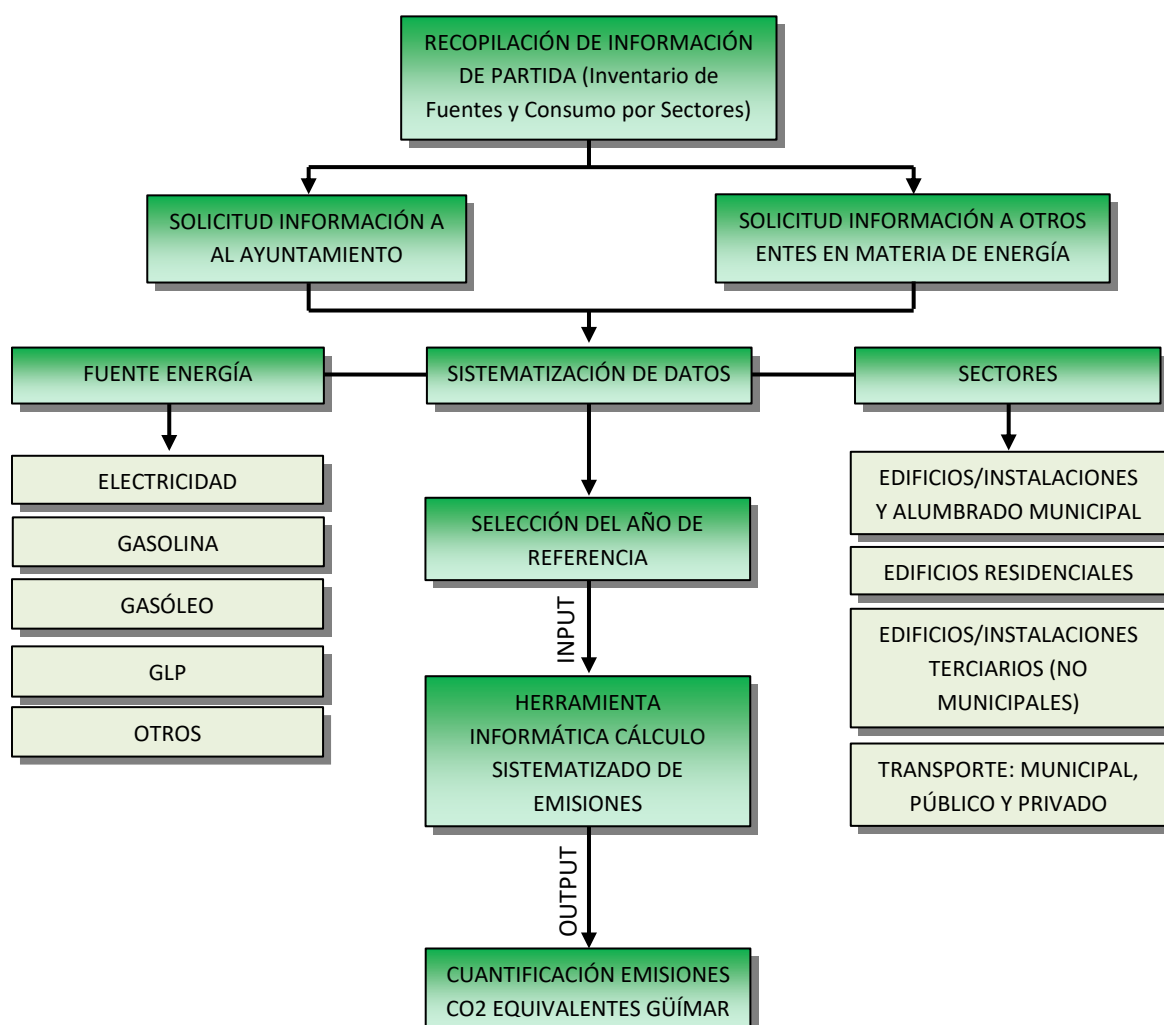 RECOPILACIÓN DE INFORMACIÓN
DE PARTIDA (Inventario de
Fuentes y Consumo por Sectores)
SOLICITUD INFORMACIÓN A
AL AYUNTAMIENTO
SOLICITUD INFORMACIÓN A OTROS
ENTES EN MATERIA DE ENERGÍA
FUENTE ENERGÍA
SISTEMATIZACIÓN DE DATOS
SECTORES
ELECTRICIDAD
GASOLINA
GASÓLEO
GLP
OTROS
SELECCIÓN DEL AÑO DE
REFERENCIA
INPUT
HERRAMIENTA
INFORMÁTICA CÁLCULO
SISTEMATIZADO DE
EMISIONES
OUTPUT
CUANTIFICACIÓN EMISIONES
CO2 EQUIVALENTES GÜÍMAR
EDIFICIOS/INSTALACIONES
Y ALUMBRADO MUNICIPAL
EDIFICIOS RESIDENCIALES
EDIFICIOS/INSTALACIONES
TERCIARIOS (NO
MUNICIPALES)
TRANSPORTE: MUNICIPAL,
PÚBLICO Y PRIVADO